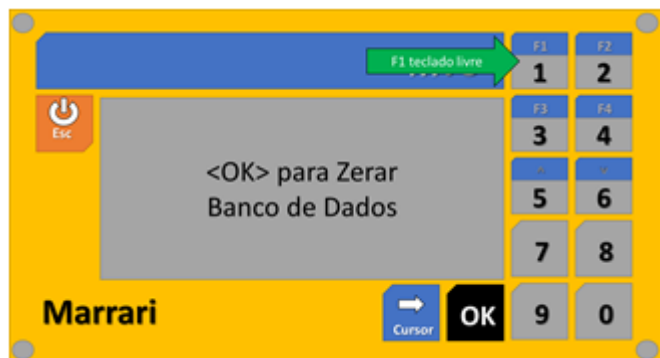 F1 teclado livre
F1
1
F2
2
Esc
<OK> para Zerar
Banco de Dados
F3
3
F4
4
5
6
7
8
Marrari
Cursor
OK
9
0